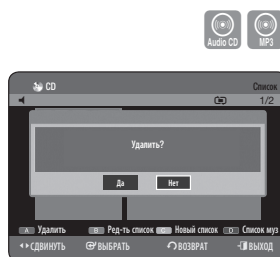 Audio CD MP3
CD Список
1/2
Удалить?
Да Нет
A Удалить B Ред-ть список C Новый список D Список муз
СДВИНУТЬ ВЫБРАТЬ ВОЗВРАТ ВЫХОД